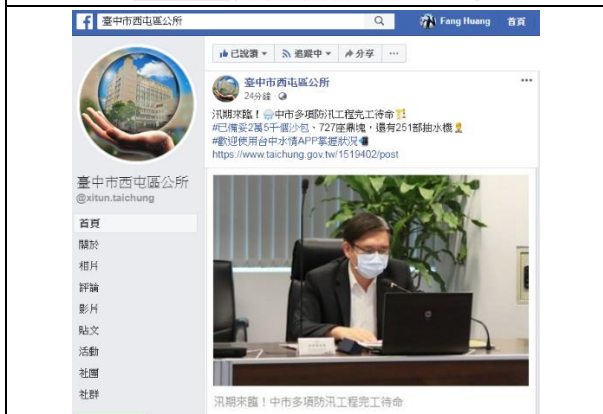 臺中市西屯區公所
Fang Huang
首頁
已說讚
追蹤中
分享
臺中市西屯區公所
24分鐘
汛期來臨！中市多項防汛工程完工待命
#已備妥2萬5千個沙包、727座鼎塊，還有251部抽水機
#歡迎使用台中水情APP掌握狀況
https://www.taichung.gov.tw/1519402/post
臺中市西屯區公所
@xitun.taichung
首頁
關於
相片
評論
影片
貼文
活動
社團
社群
汛期來臨！中市多項防汛工程完工待命